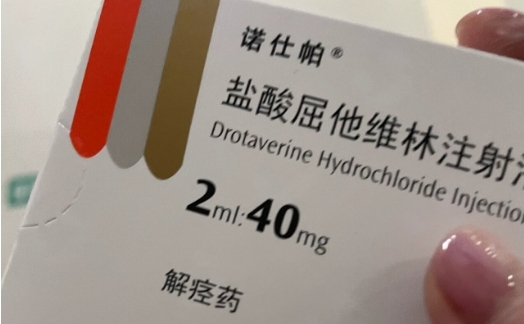 诺仕帕®
盐酸屈他维林注射
Drotaverine Hydrochloride Injection
2ml:40mg
解痉药